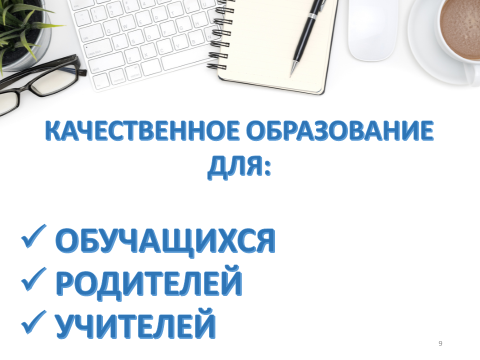 КАЧЕСТВЕННОЕ ОБРАЗОВАНИЕ
ДЛЯ:
✓ ОБУЧАЩИХСЯ
✓ РОДИТЕЛЕЙ
✓ УЧИТЕЛЕЙ
9